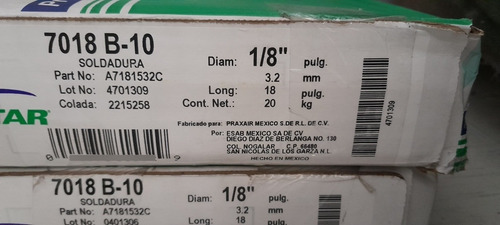 7018 B-10
SOLDADURA
Part No: A7181532C
Lot No: 4701309
Colada: 2215258
TAR
Diam: 1/8" pulg.
3.2 mm
Long: 18 pulg.
Cont. Net.: 20 kg
Fabricado para: PRAXAIR MEXICO S. DE R.L. DE C.V.
Por: ESAB MEXICO SA DE CV
DIEGO DIAZ DE BERLANGA NO. 130
COL. NOGALAR C.P. 66480
SAN NICOLAS DE LOS GARZA N.L.
HECHO EN MEXICO
4701309
7018 B-10
SOLDADURA
Part No: A7181532C
Lot No: 0401306
Diam: 1/8" pulg.
3.2 mm
Long: 18 pulg.